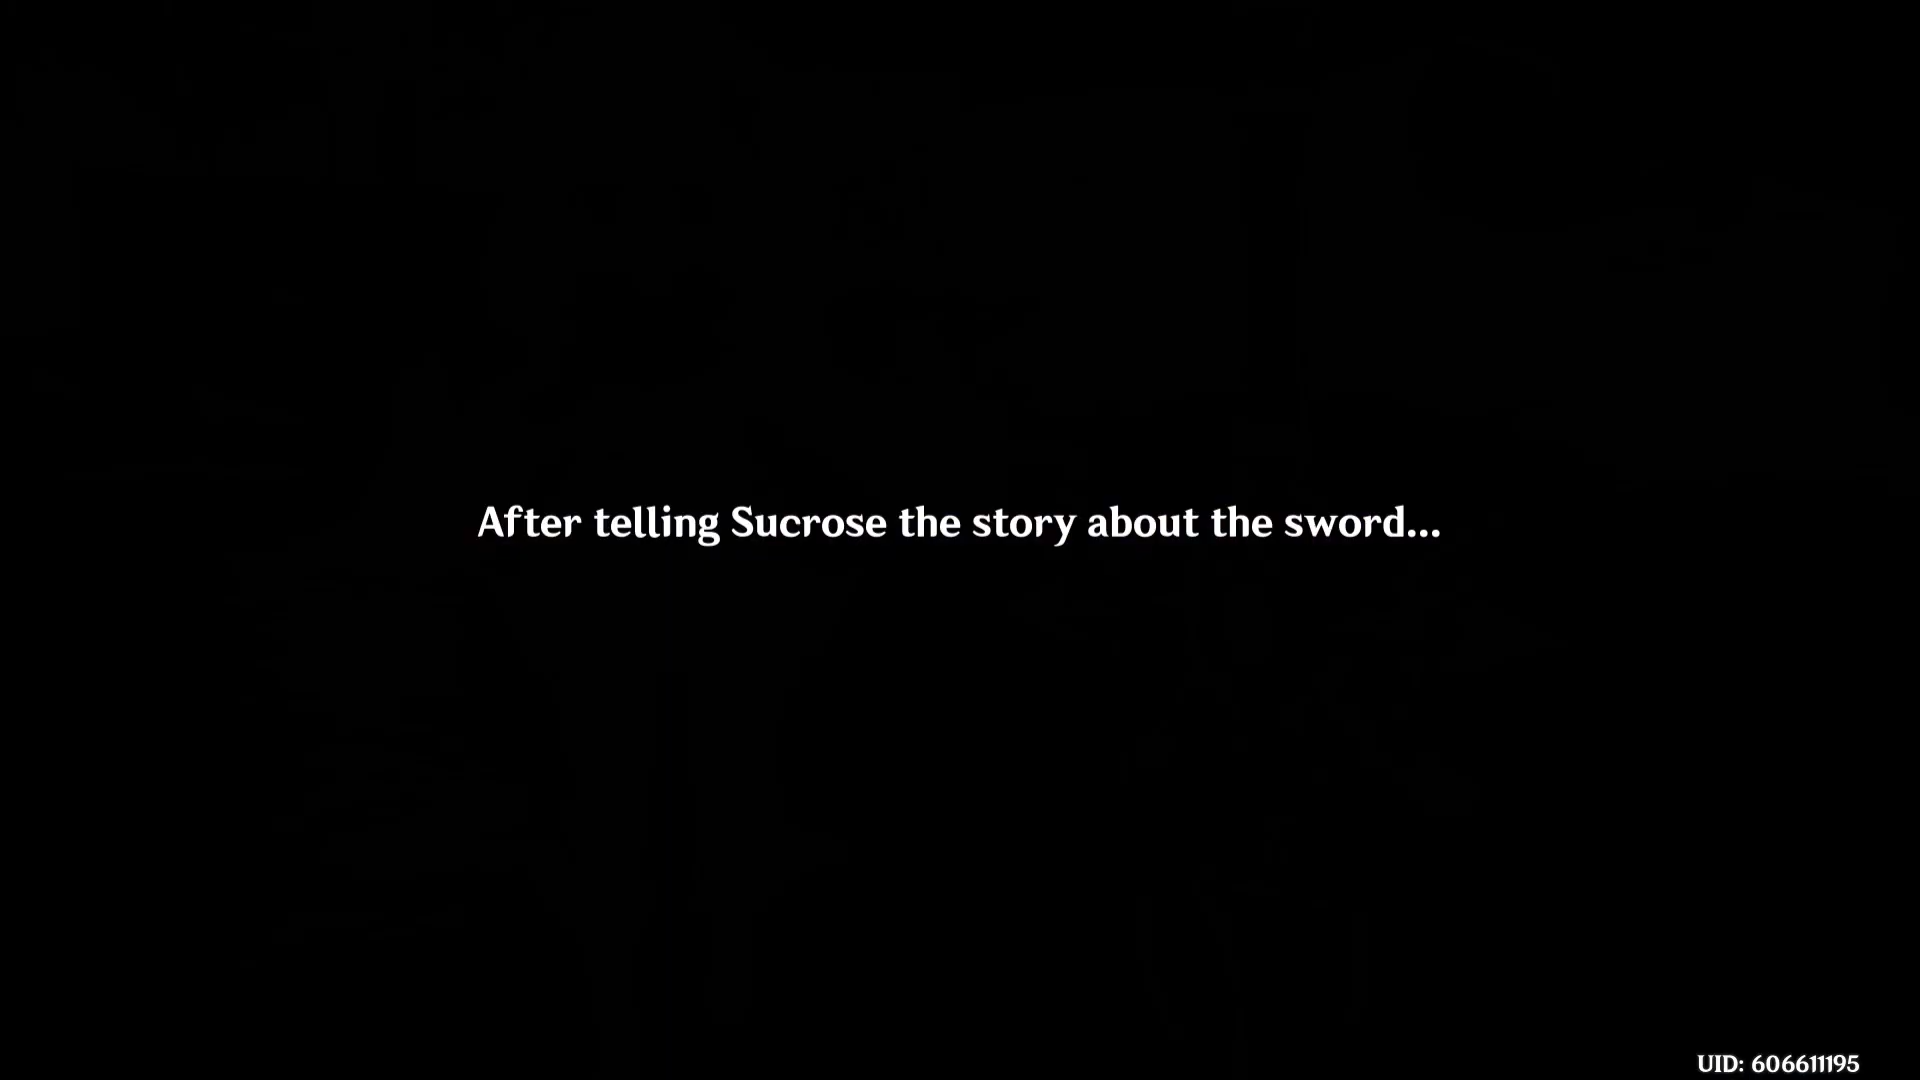 After telling Sucrose the story about the sword...
UID: 606611195